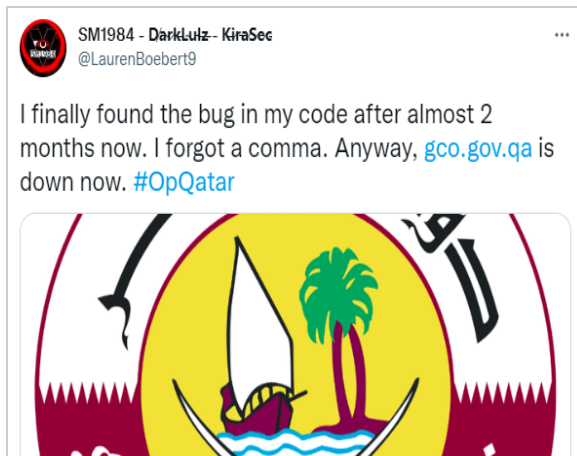 SM1984 - DarkLulz - KiraSec
@LaurenBoebert9
I finally found the bug in my code after almost 2
months now. I forgot a comma. Anyway, gco.gov.qa is
down now. #OpQatar